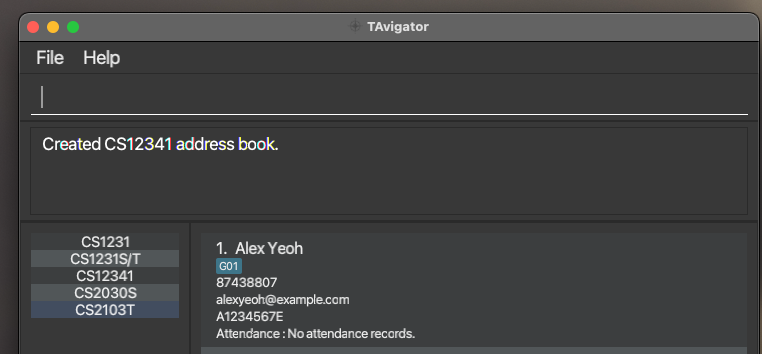 TAvigator
File Help
Created CS12341 address book.
CS1231
CS1231S/T
CS12341
CS2030S
CS2103T
1. Alex Yeoh
G01
87438807
alexyeoh@example.com
A1234567E
Attendance : No attendance records.